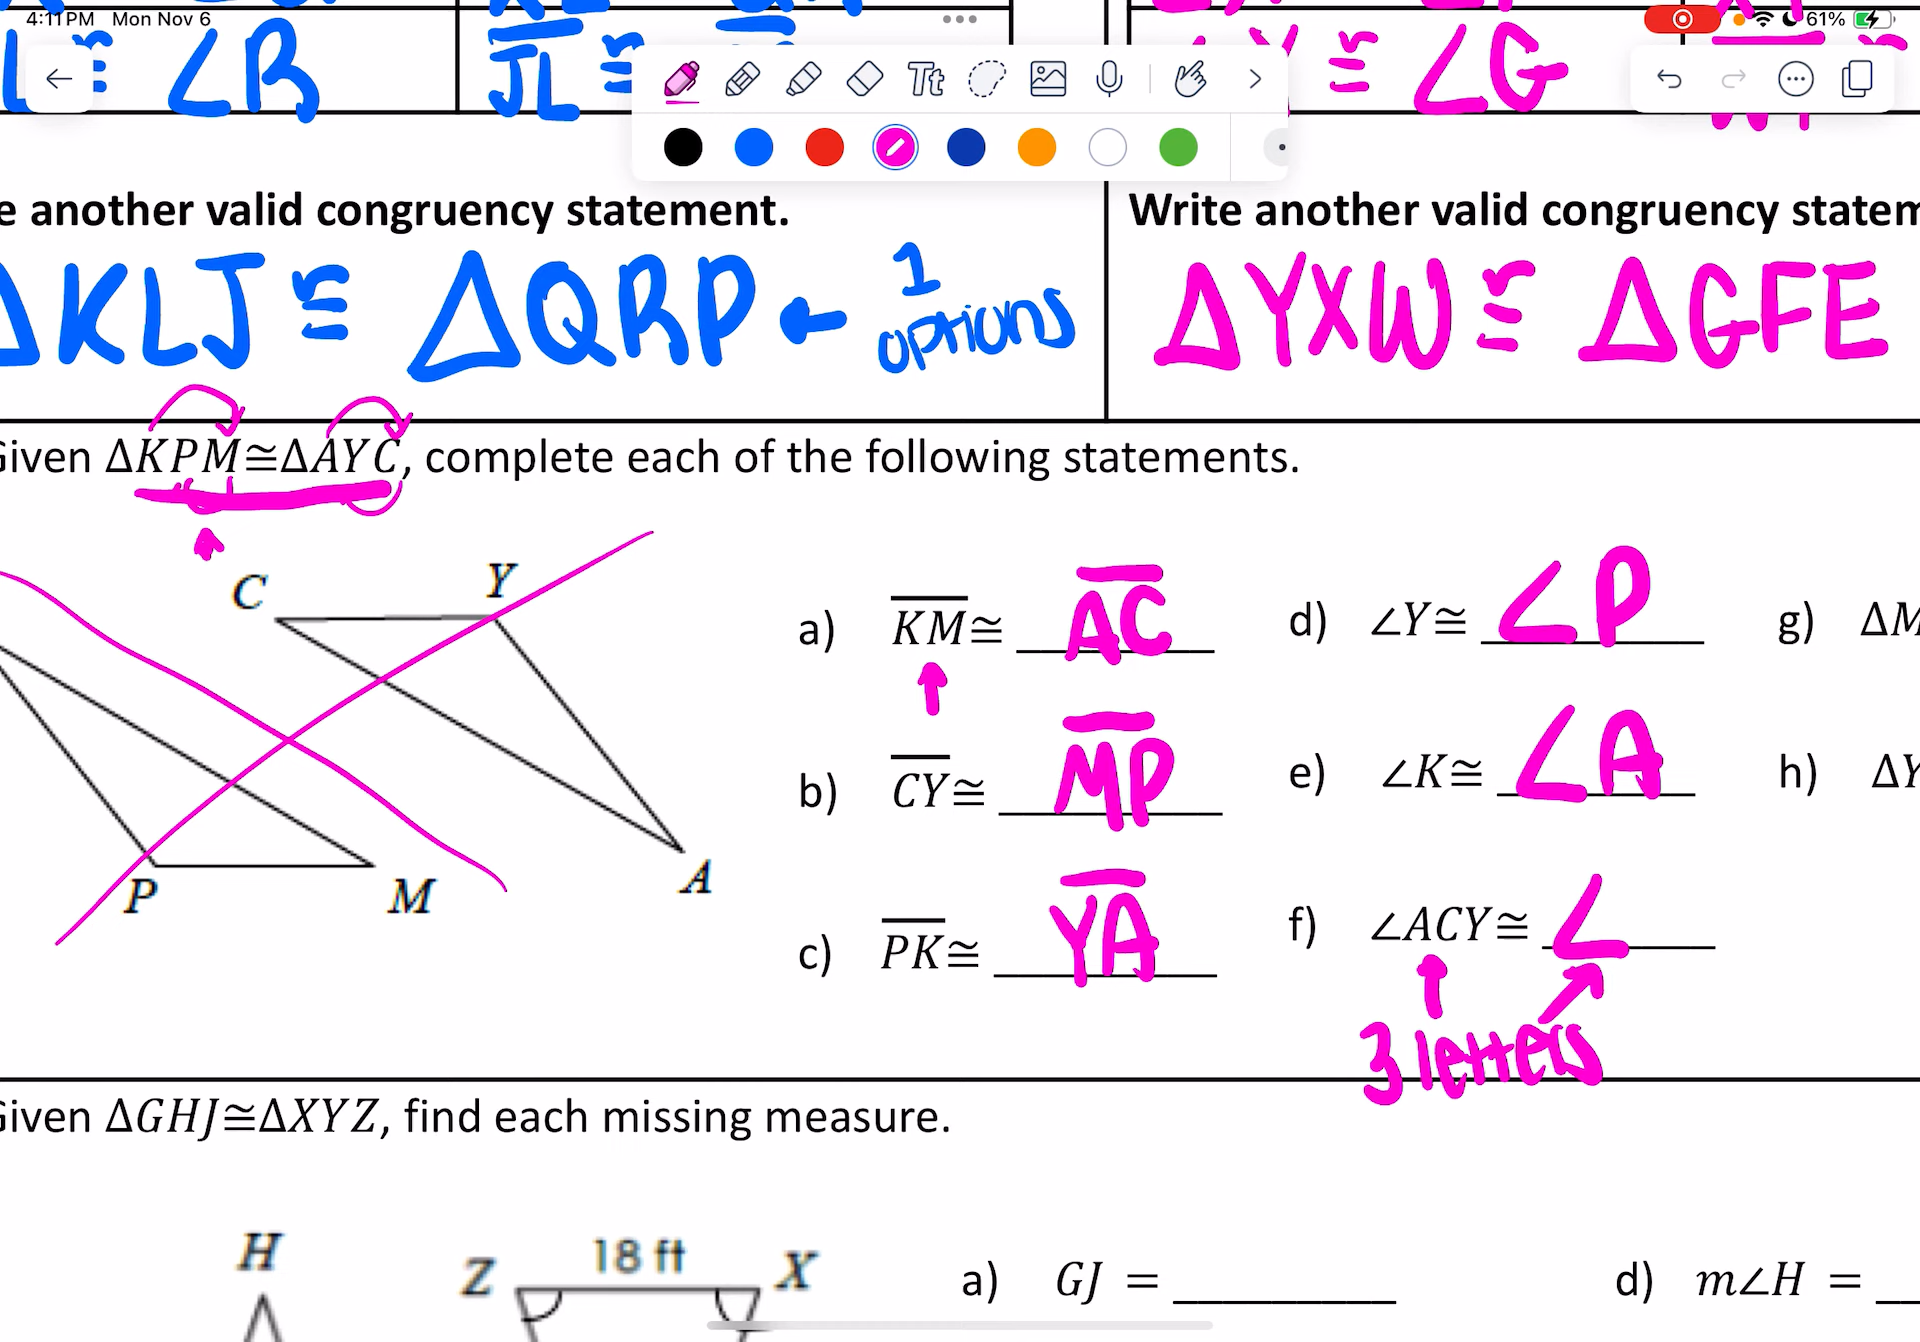 4:11 PM Mon Nov 6
61%
∠R
JL ≅
≅ ∠G
Tt
e another valid congruency statement.
Write another valid congruency statem
ΔKLJ ≅ ΔQRP ← 1 options
ΔYXW ≅ ΔGFE
Given ΔKPM≅ΔAYC, complete each of the following statements.
C
Y
P
M
A
a) KM≅ AC
d) ∠Y≅ ∠P
g) ΔM
b) CY≅ MP
e) ∠K≅ ∠A
h) ΔY
c) PK≅ YA
f) ∠ACY≅ ∠
3 letters
Given ΔGHJ≅ΔXYZ, find each missing measure.
H
Z
18 ft
X
a) GJ =
d) m∠H =